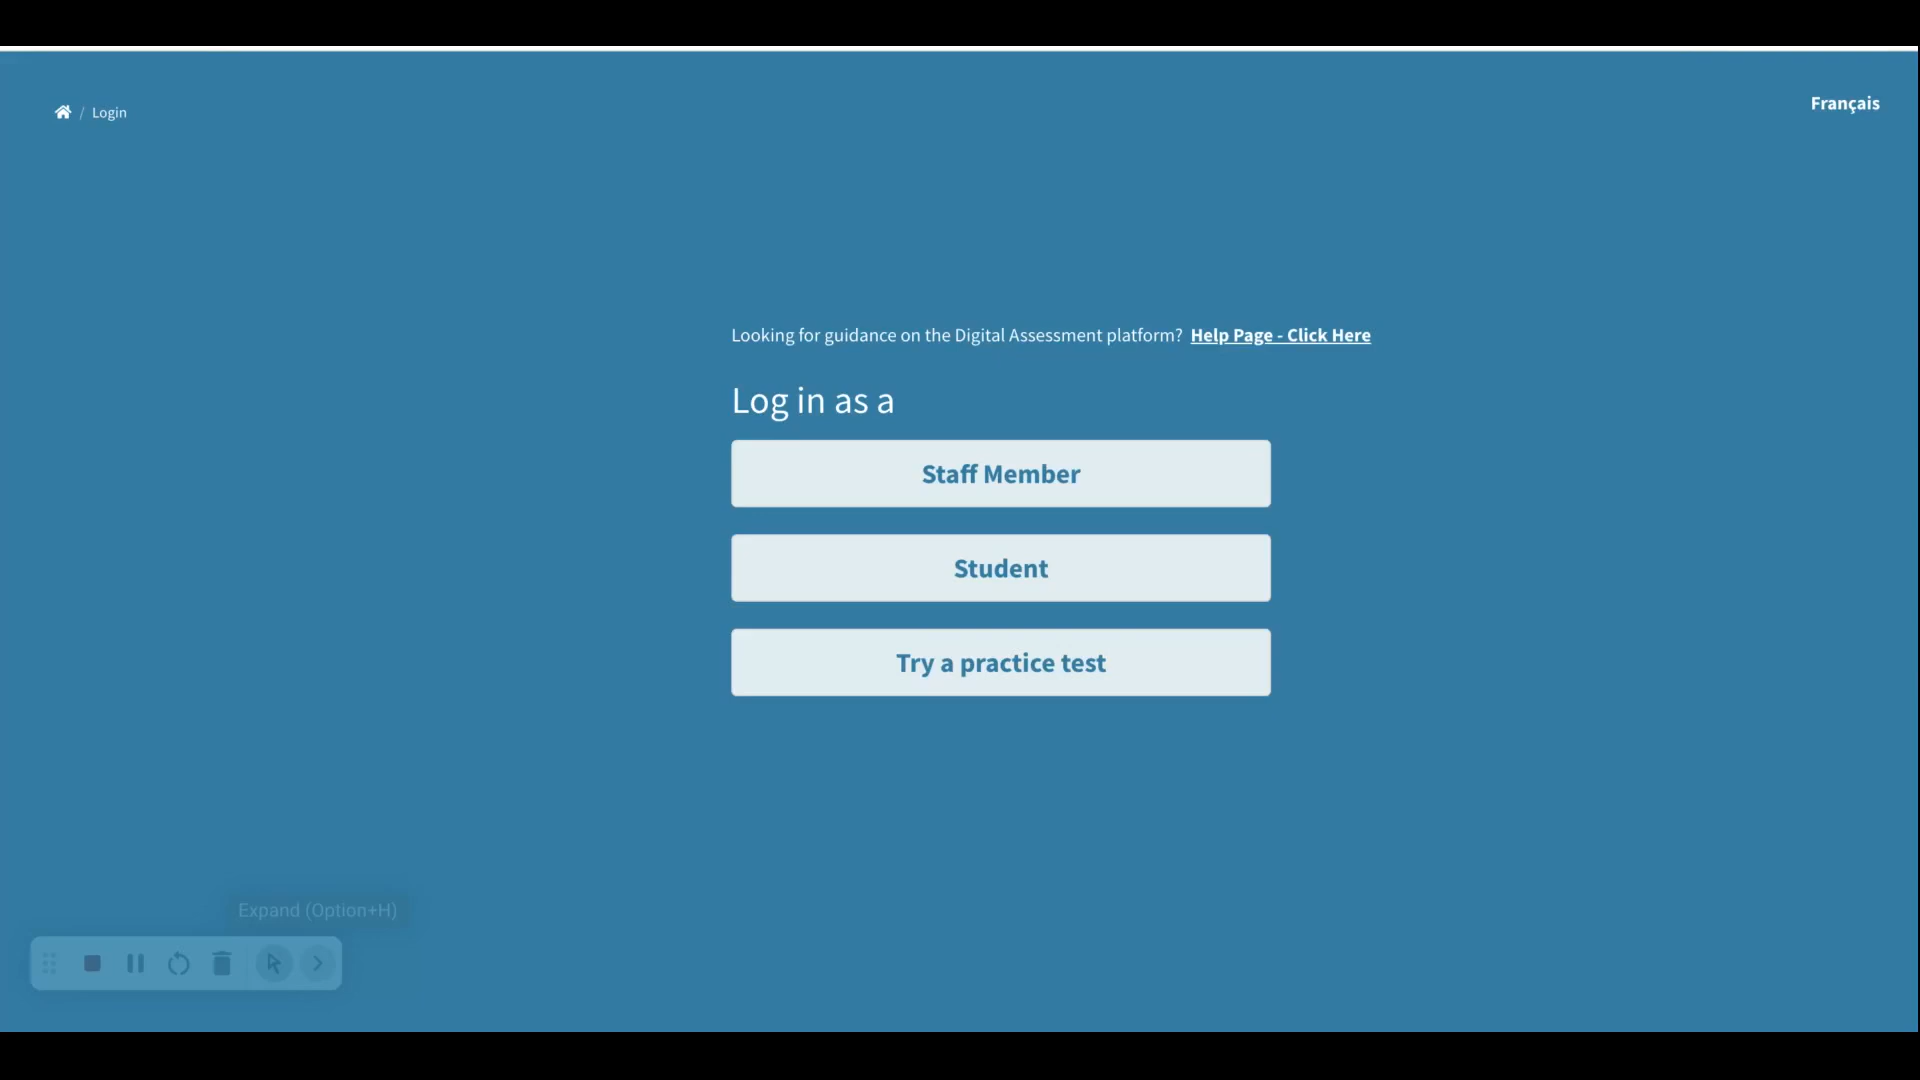 / Login
Français
Looking for guidance on the Digital Assessment platform? Help Page - Click Here
Log in as a
Staff Member
Student
Try a practice test
Expand (Option+H)